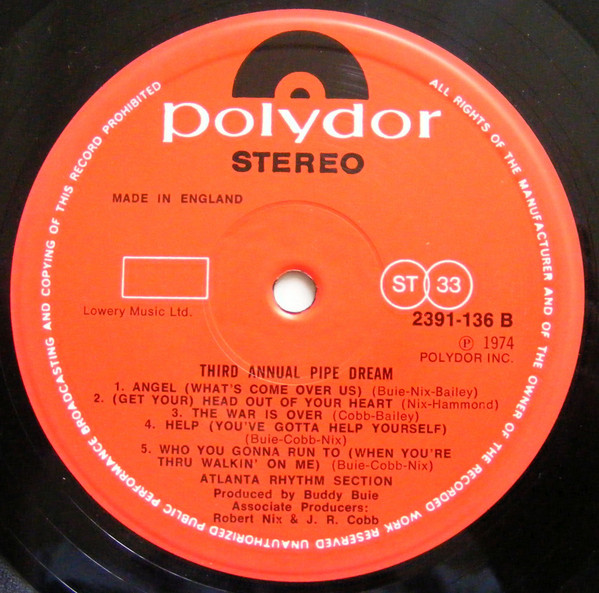 polydor
STEREO
MADE IN ENGLAND
Lowery Music Ltd.
ST 33
2391-136 B
Ⓟ 1974
POLYDOR INC.
THIRD ANNUAL PIPE DREAM
1. ANGEL (WHAT'S COME OVER US) (Buie-Nix-Bailey)
2. (GET YOUR) HEAD OUT OF YOUR HEART (Nix-Hammond)
3. THE WAR IS OVER (Cobb-Bailey)
4. HELP (YOU'VE GOTTA HELP YOURSELF)
(Buie-Cobb-Nix)
5. WHO YOU GONNA RUN TO (WHEN YOU'RE
THRU WALKIN' ON ME) (Buie-Cobb-Nix)
ATLANTA RHYTHM SECTION
Produced by Buddy Buie
Associate Producers:
Robert Nix & J. R. Cobb
ALL RIGHTS OF THE MANUFACTURER AND OF THE OWNER OF THE RECORDED WORK RESERVED UNAUTHORIZED PUBLIC PERFORMANCE BROADCASTING AND COPYING OF THIS RECORD PROHIBITED